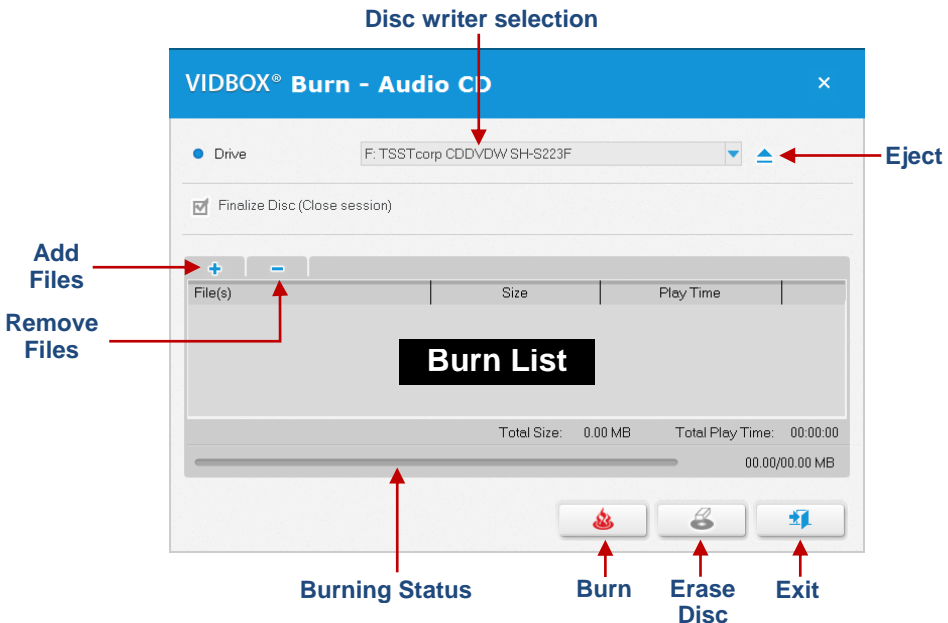 Disc writer selection
VIDBOX® Burn - Audio CD
Drive
F: TSSTcorp CDDVDW SH-S223F
Eject
Finalize Disc (Close session)
Add
Files
File(s) Size Play Time
Remove
Files
Burn List
Total Size: 0.00 MB Total Play Time: 00:00:00
00.00/00.00 MB
Burning Status
Burn
Erase
Disc
Exit